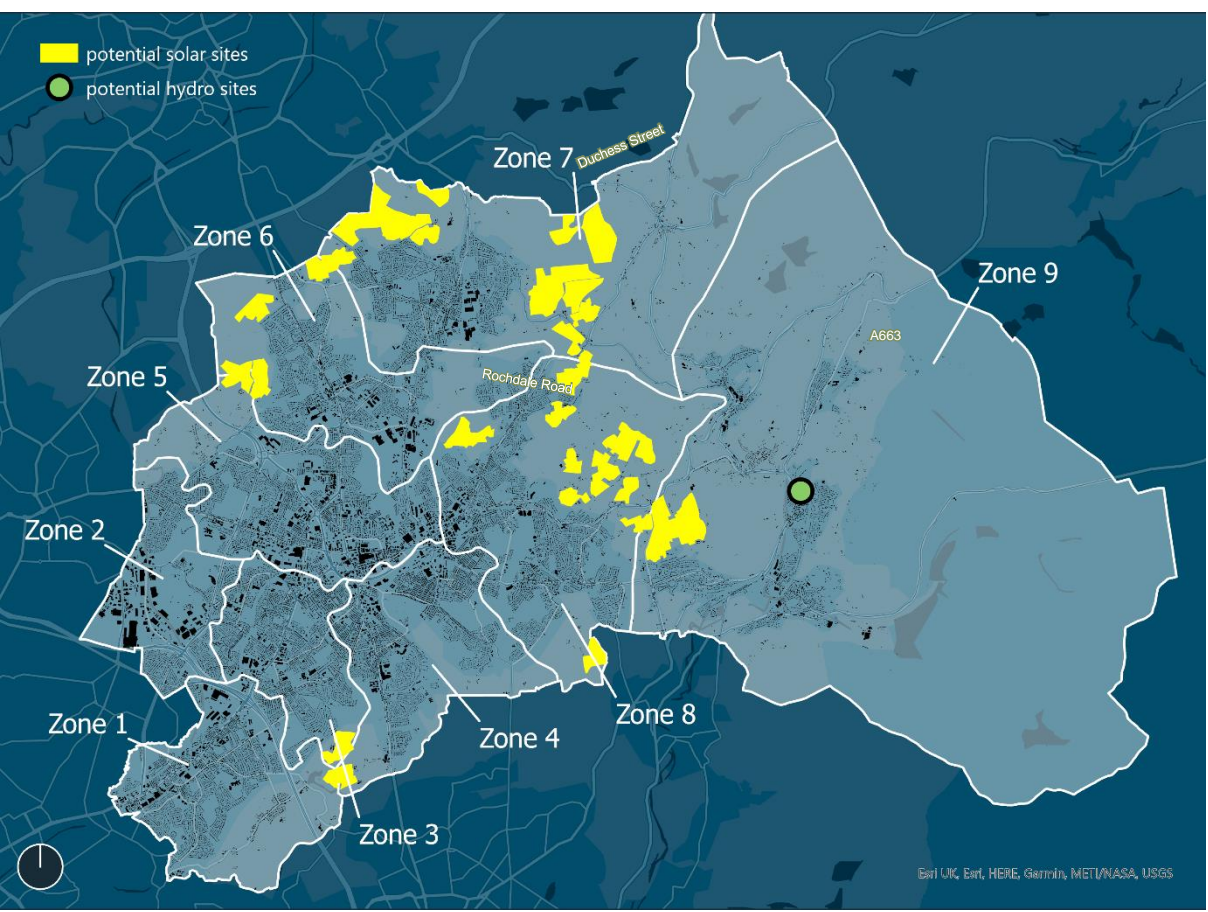 potential solar sites
potential hydro sites
Duchess Street
Zone 7
Zone 6
Zone 9
A663
Zone 5
Rochdale Road
Zone 2
Zone 8
Zone 1
Zone 4
Zone 3
Esri UK, Esri, HERE, Garmin, METI/NASA, USGS